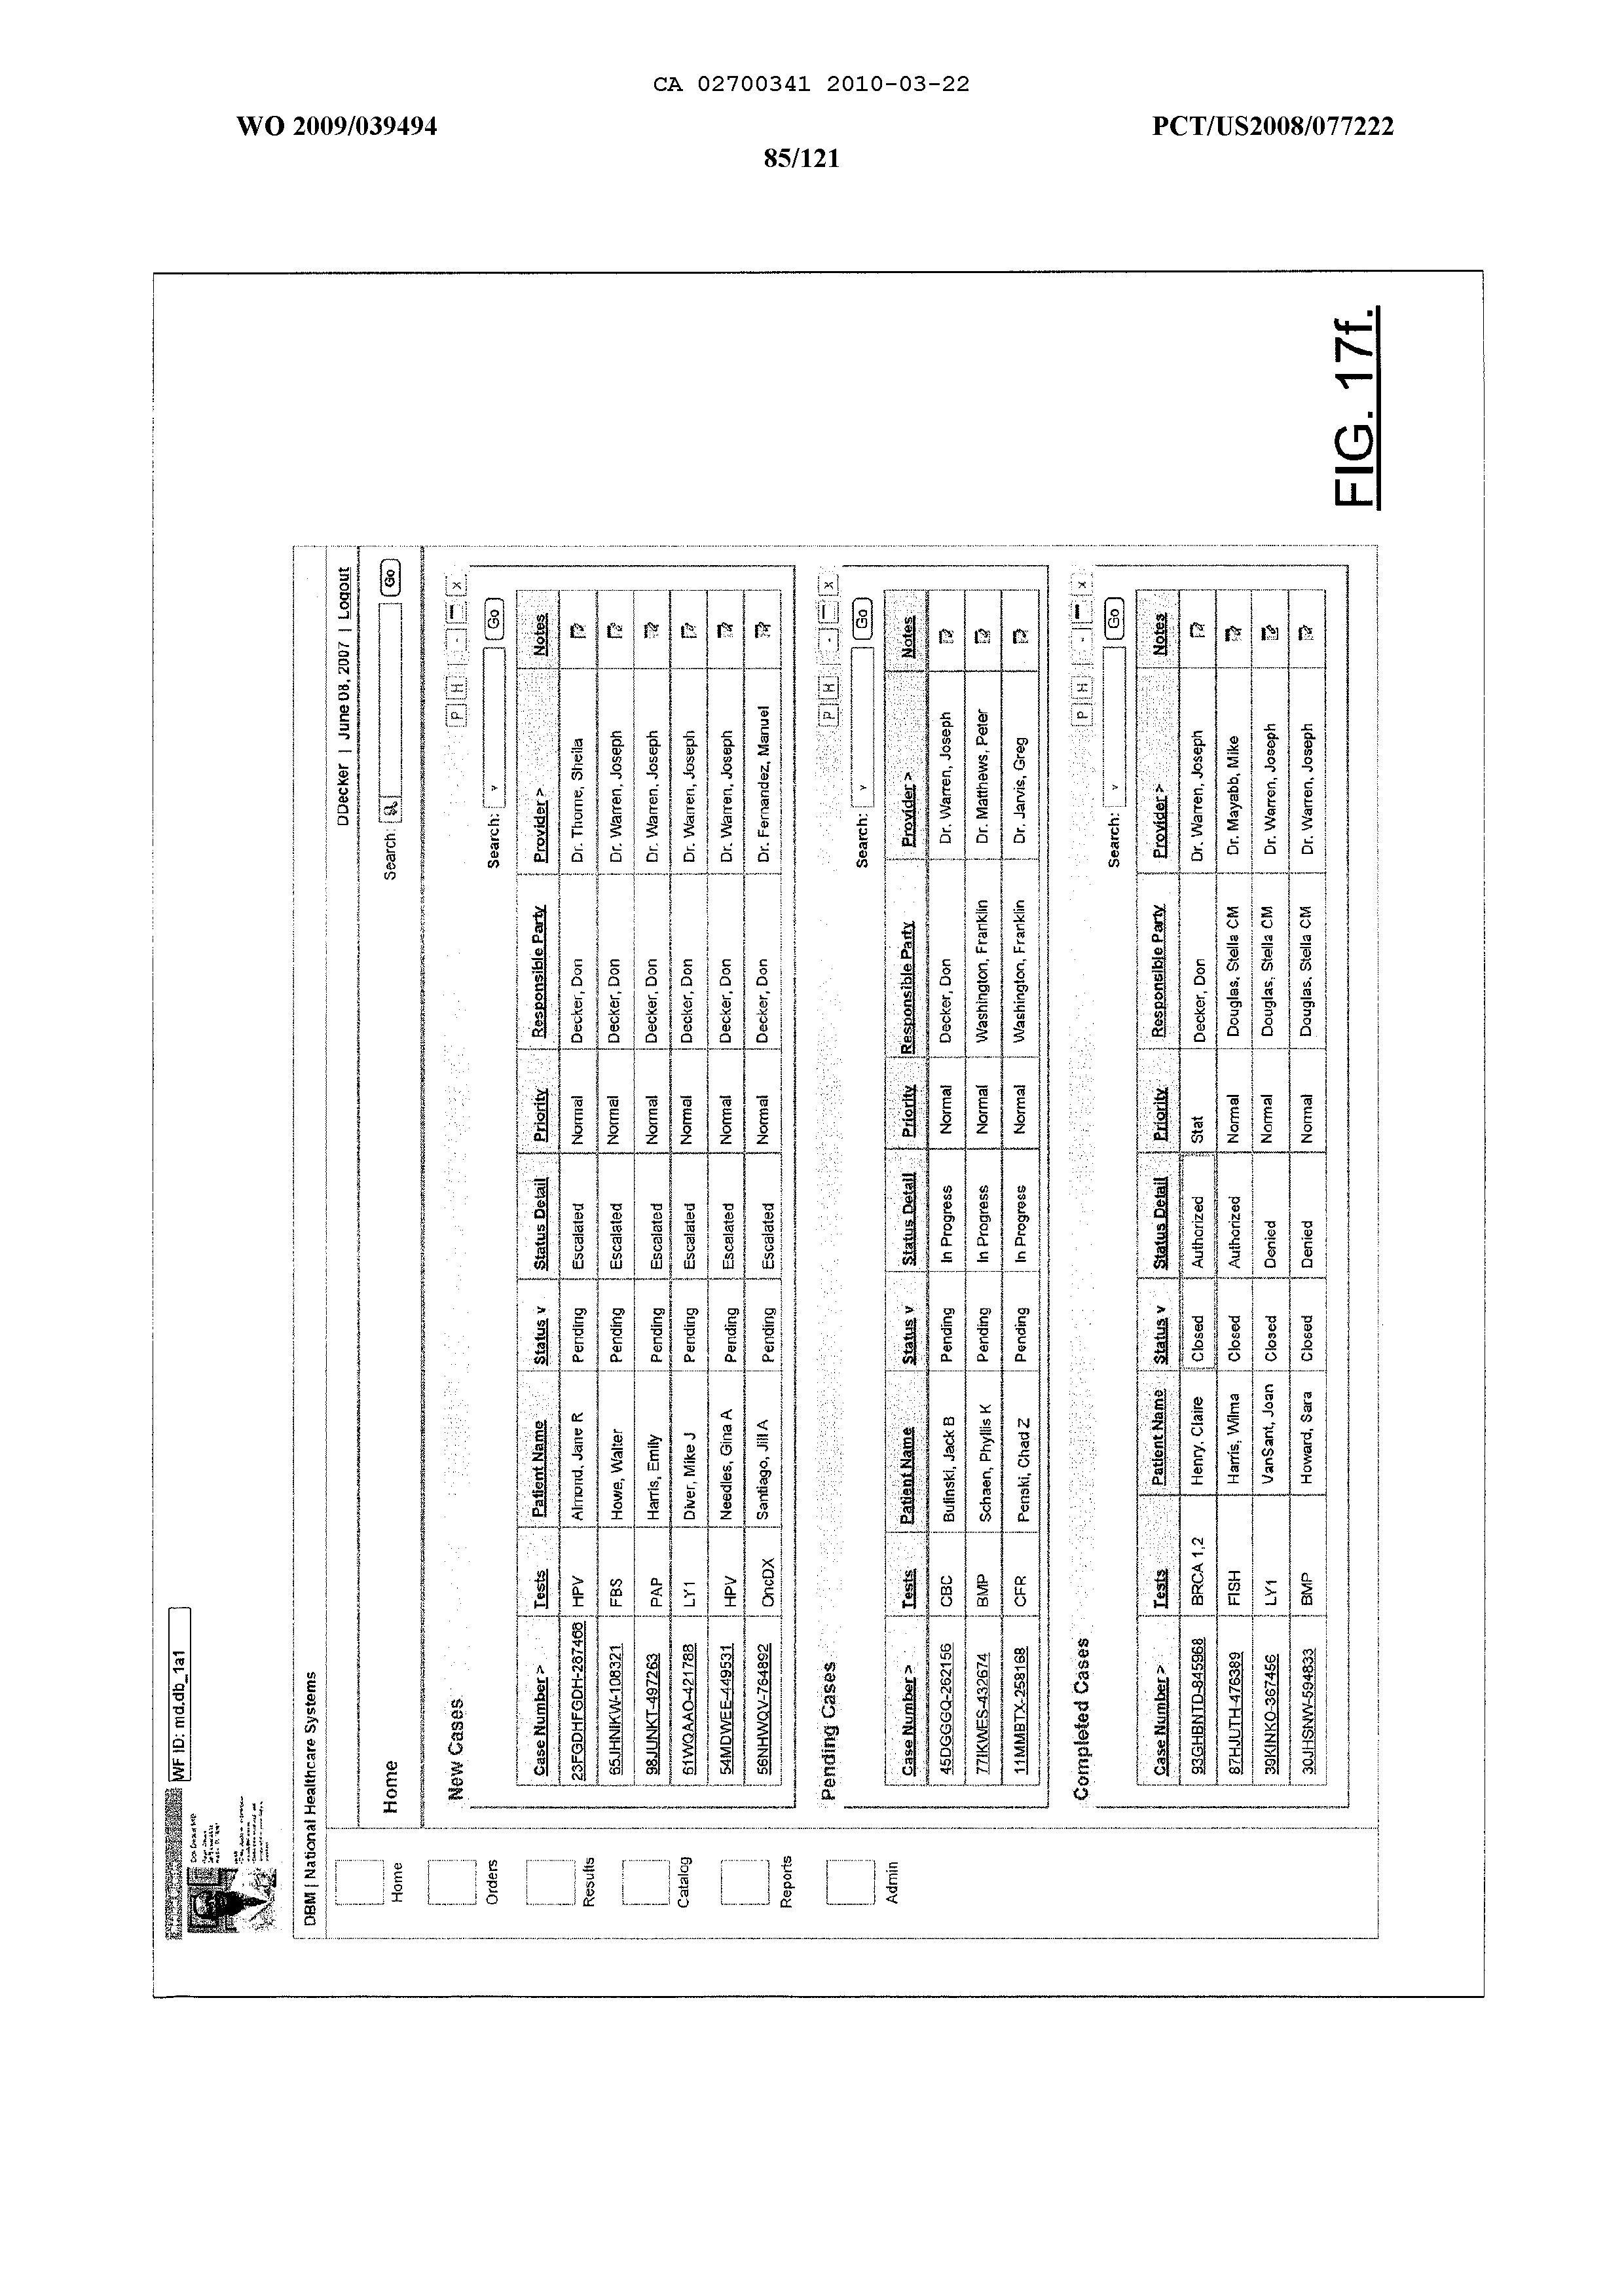 CA 02700341 2010-03-22
WO 2009/039494 PCT/US2008/077222
85/121
WF ID: md.db_1a1
DBM | National Healthcare Systems
DDecker | June 08, 2007 | Logout
Home Search: Go
Home
Orders
Results
Catalog
Reports
Admin
New Cases P H - x
Search: v Go
Case Number > Tests Patient Name Status v Status Detail Priority Responsible Party Provider > Notes
23FGDHFGDH-287468 HPV Almond, Jane R Pending Escalated Normal Decker, Don Dr. Thorne, Sheila
65JHNIKW-108321 FBS Howe, Walter Pending Escalated Normal Decker, Don Dr. Warren, Joseph
98JUNKT-497263 PAP Harris, Emily Pending Escalated Normal Decker, Don Dr. Warren, Joseph
61WQAAO-421788 LY1 Diver, Mike J Pending Escalated Normal Decker, Don Dr. Warren, Joseph
54MDWEE-449531 HPV Needles, Gina A Pending Escalated Normal Decker, Don Dr. Warren, Joseph
56NHWQV-764892 OncDX Santiago, Jill A Pending Escalated Normal Decker, Don Dr. Fernandez, Manuel
Pending Cases P H - x
Search: v Go
Case Number > Tests Patient Name Status v Status Detail Priority Responsible Party Provider > Notes
45DGGGQ-262156 CBC Bulinski, Jack B Pending In Progress Normal Decker, Don Dr. Warren, Joseph
77IKWES-432674 BMP Schaen, Phyllis K Pending In Progress Normal Washington, Franklin Dr. Matthews, Peter
11MMBTX-258168 CFR Penski, Chad Z Pending In Progress Normal Washington, Franklin Dr. Jarvis, Greg
Completed Cases P H - x
Search: v Go
Case Number > Tests Patient Name Status v Status Detail Priority Responsible Party Provider > Notes
93GHBNTD-845968 BRCA 1,2 Henry, Claire Closed Authorized Stat Decker, Don Dr. Warren, Joseph
87HJUTH-476389 FISH Harris, Wilma Closed Authorized Normal Douglas, Stella CM Dr. Mayabb, Mike
39KINKO-367456 LY1 VanSant, Joan Closed Denied Normal Douglas, Stella CM Dr. Warren, Joseph
30JHSNW-594833 BMP Howard, Sara Closed Denied Normal Douglas, Stella CM Dr. Warren, Joseph
FIG. 17f.